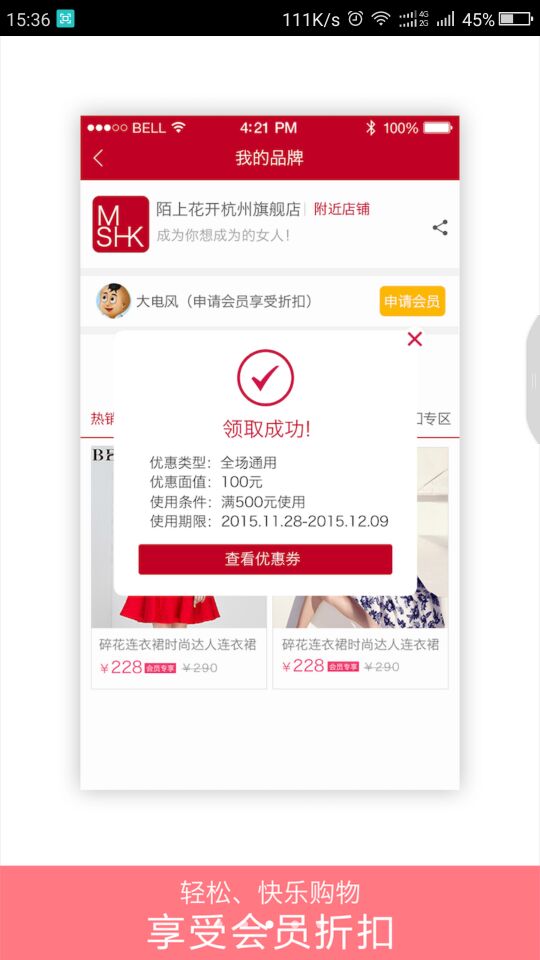 15:36
111K/s
4G
2G
45%
BELL
4:21 PM
100%
我的品牌
M
SHK
陌上花开杭州旗舰店
附近店铺
成为你想成为的女人!
大电风（申请会员享受折扣）
申请会员
热销
专区
领取成功!
优惠类型：全场通用
优惠面值：100元
使用条件：满500元使用
使用期限：2015.11.28-2015.12.09
查看优惠券
碎花连衣裙时尚达人连衣裙
¥228 会员专享 ¥290
碎花连衣裙时尚达人连衣裙
¥228 会员专享 ¥290
轻松、快乐购物
享受会员折扣